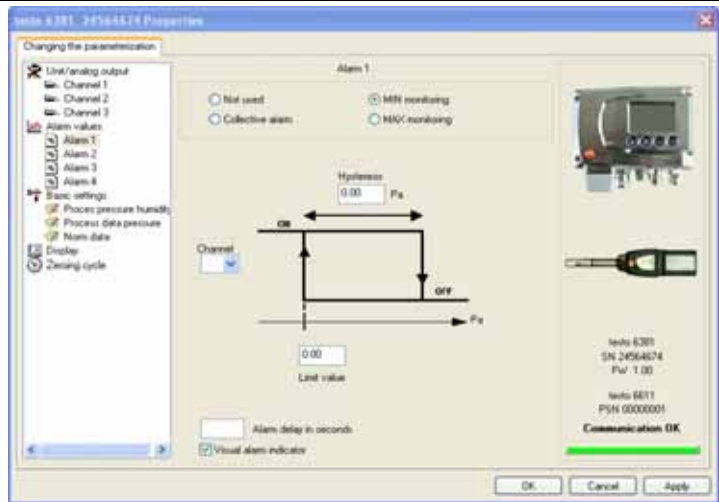 testo 6381 24564674 Properties
Changing the parameterization
Unit/analog output
Channel 1
Channel 2
Channel 3
Alarm values
Alarm 1
Alarm 2
Alarm 3
Alarm 4
Basic settings
Proces pressure humidity
Process data pressure
Norm data
Display
Zeroing cycle
Alarm 1
Not used
MIN monitoring
Collective alarm
MAX monitoring
Hysteresis
0.00 Pa
ON
Channel
OFF
Pa
0.00
Limit value
Alarm delay in seconds
Visual alarm indicator
testo 6381
SN 24564674
FW 1.00
testo 6611
PSN 00000001
Communication OK
OK
Cancel
Apply